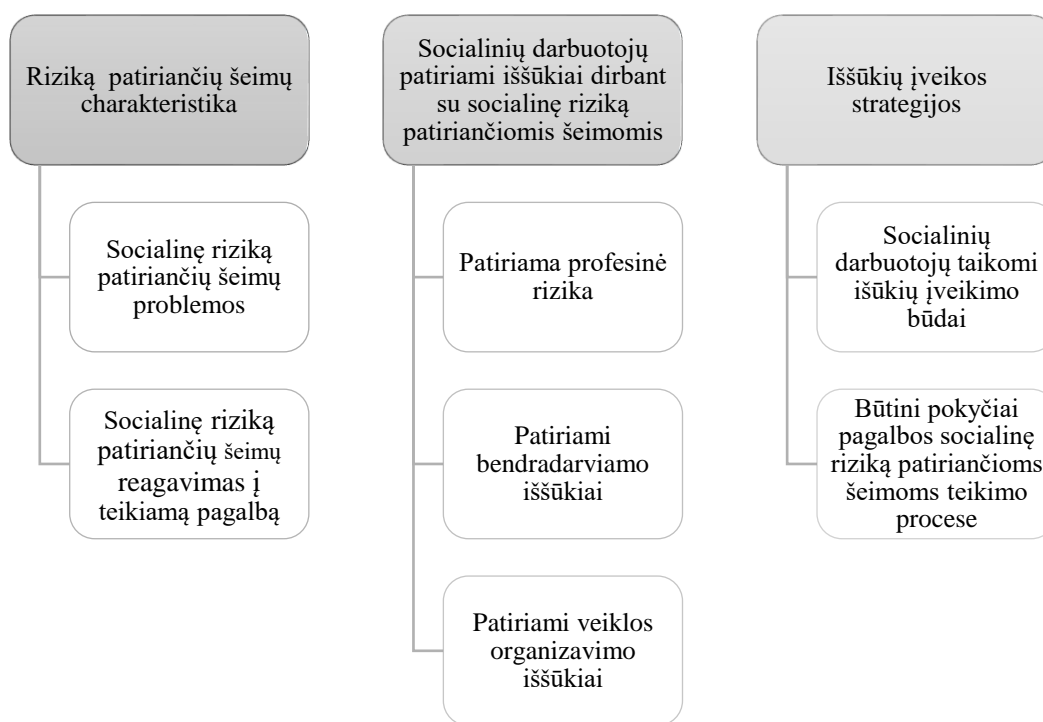 Riziką patiriančių šeimų
charakteristika
Socialinę riziką
patiriančių šeimų
problemos
Socialinę riziką
patiriančių šeimų
reagavimas į
teikiamą pagalbą
Socialinių darbuotojų
patiriami iššūkiai dirbant
su socialinę riziką
patiriančiomis šeimomis
Patiriama profesinė
rizika
Patiriami
bendradarviamo
iššūkiai
Patiriami veiklos
organizavimo
iššūkiai
Iššūkių įveikos
strategijos
Socialinių
darbuotojų taikomi
išūkių įveikimo
būdai
Būtini pokyčiai
pagalbos socialinę
riziką patiriančioms
šeimoms teikimo
procese